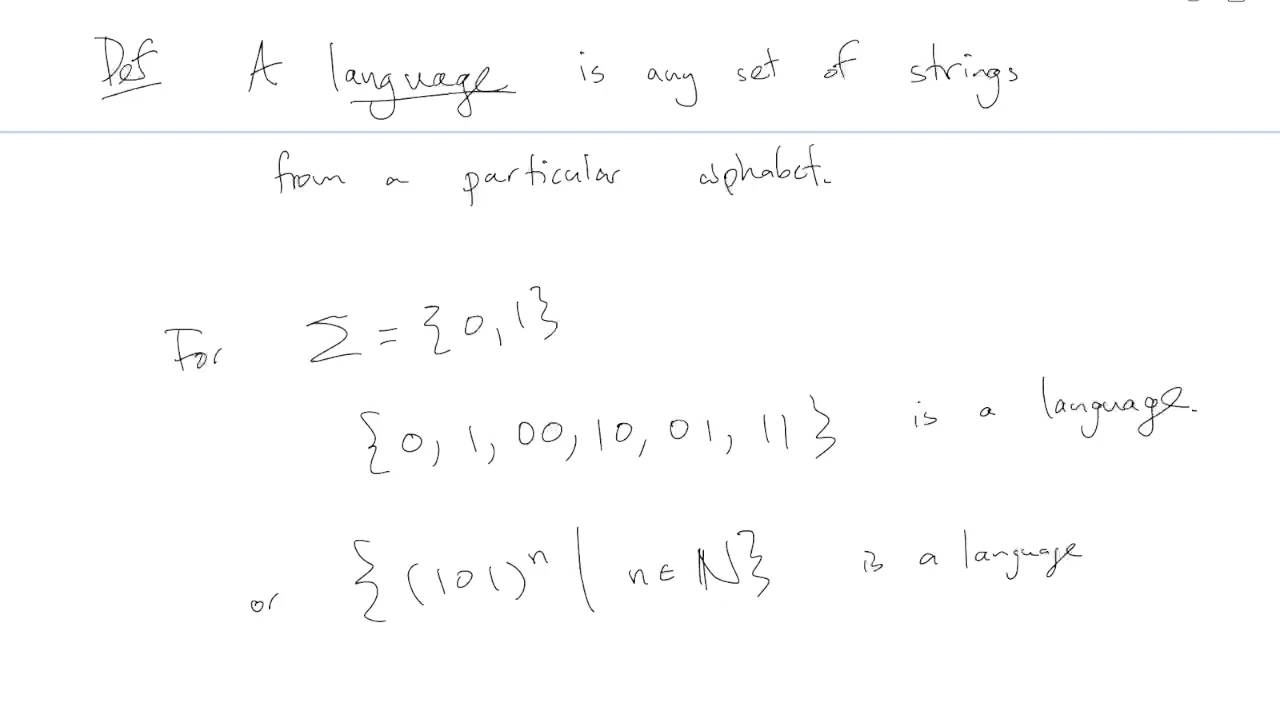 Def A language is any set of strings
from a particular alphabet.
For Σ = {0, 1}
{0, 1, 00, 10, 01, 11} is a language.
or {(101)ⁿ | n ∈ ℕ} is a language